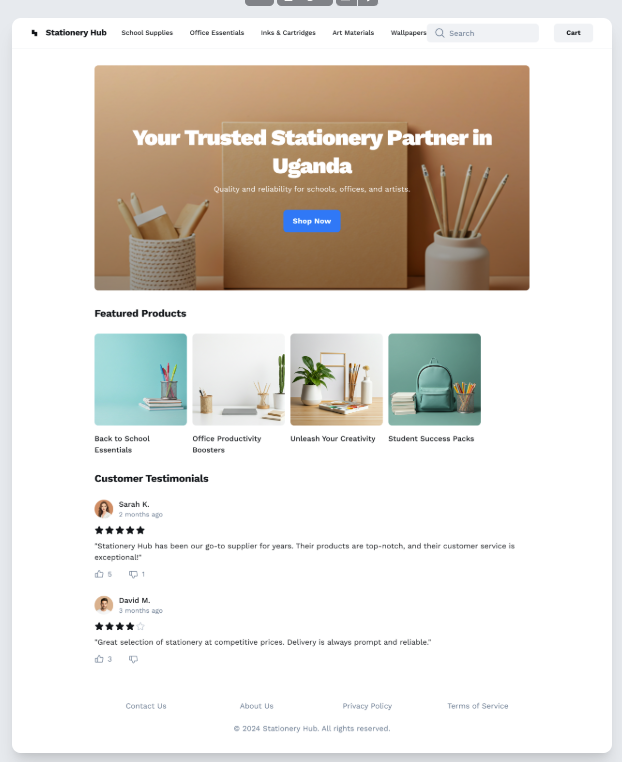 Stationery Hub
School Supplies
Office Essentials
Inks & Cartridges
Art Materials
Wallpapers
Search
Cart
Your Trusted Stationery Partner in
Uganda
Quality and reliability for schools, offices, and artists.
Shop Now
Featured Products
Back to School
Essentials
Office Productivity
Boosters
Unleash Your Creativity
Student Success Packs
Customer Testimonials
Sarah K.
2 months ago
"Stationery Hub has been our go-to supplier for years. Their products are top-notch, and their customer service is
exceptional!"
5
1
David M.
3 months ago
"Great selection of stationery at competitive prices. Delivery is always prompt and reliable."
3
Contact Us
About Us
Privacy Policy
Terms of Service
© 2024 Stationery Hub. All rights reserved.